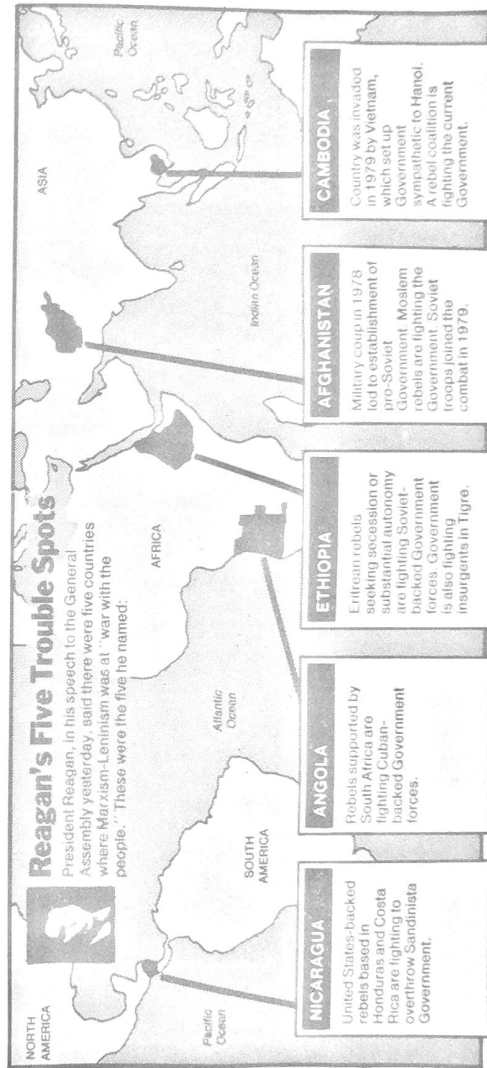 Reagan's Five Trouble Spots
President Reagan, in his speech to the General
Assembly yesterday, said there were five countries
where Marxism-Leninism was at "war with the
people." These were the five he named:
NORTH
AMERICA
Pacific
Ocean
SOUTH
AMERICA
Atlantic
Ocean
AFRICA
Indian Ocean
ASIA
Pacific
Ocean
NICARAGUA
United States-backed
rebels based in
Honduras and Costa
Rica are fighting to
overthrow Sandinista
Government.
ANGOLA
Rebels supported by
South Africa are
fighting Cuban-
backed Government
forces.
ETHIOPIA
Eritrean rebels
seeking secession or
substantial autonomy
are fighting Soviet-
backed Government
forces. Government
is also fighting
insurgents in Tigre.
AFGHANISTAN
Military coup in 1978
led to establishment of
pro-Soviet
Government. Moslem
rebels are fighting the
Government. Soviet
troops joined the
combat in 1979.
CAMBODIA
Country was invaded
in 1979 by Vietnam,
which set up
Government
sympathetic to Hanoi.
A rebel coalition is
fighting the current
Government.